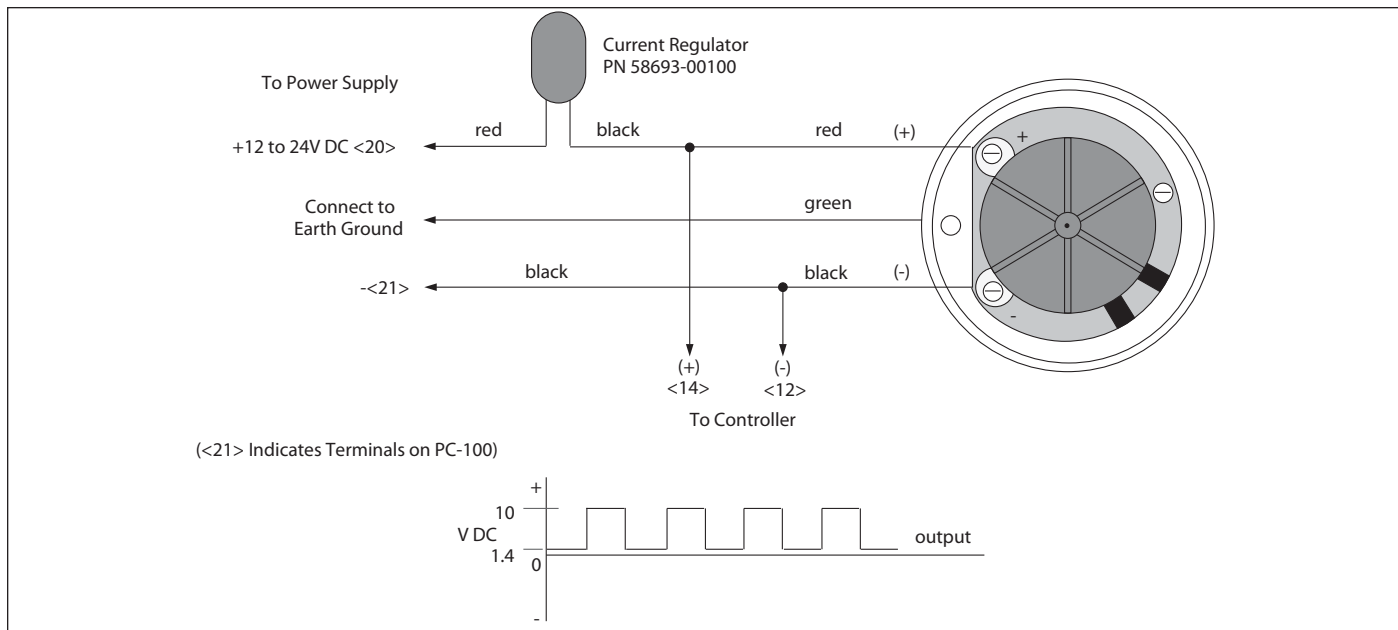 Current Regulator
PN 58693-00100
To Power Supply
red
black
red
(+)
+
+12 to 24V DC <20>
green
Connect to
Earth Ground
black
black
(-)
-<21>
-
(+)
<14>
(-)
<12>
To Controller
(<21> Indicates Terminals on PC-100)
+
10
V DC
1.4
0
output
-